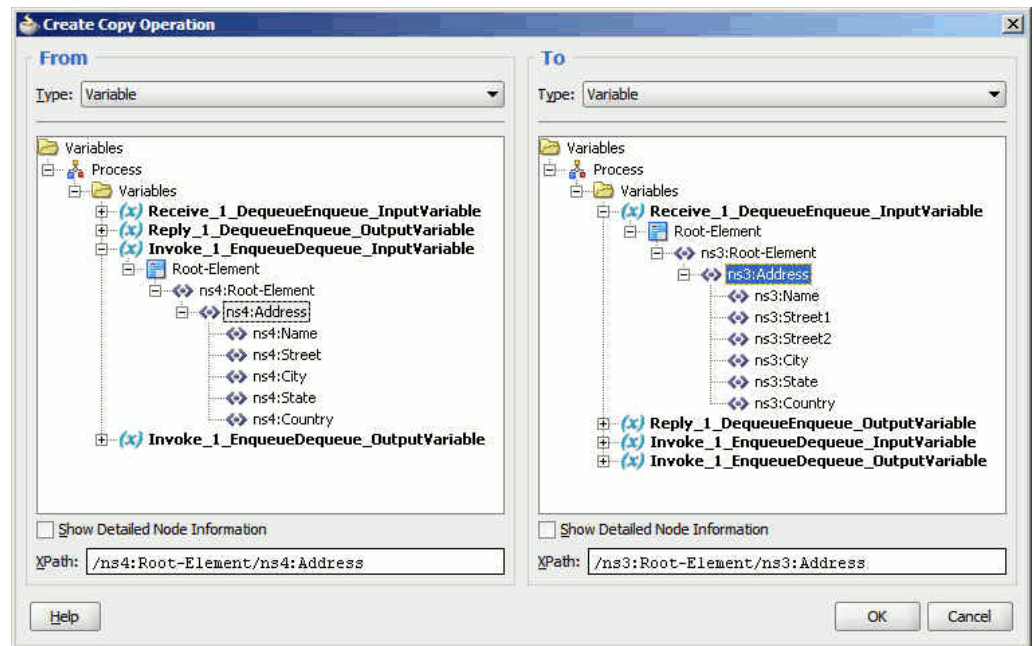 Create Copy Operation
From
Type: Variable
Variables
Process
Variables
Receive_1_DequeueEnqueue_InputVariable
Reply_1_DequeueEnqueue_OutputVariable
Invoke_1_EnqueueDequeue_InputVariable
Root-Element
ns4:Root-Element
ns4:Address
ns4:Name
ns4:Street
ns4:City
ns4:State
ns4:Country
Invoke_1_EnqueueDequeue_OutputVariable
Show Detailed Node Information
XPath: /ns4:Root-Element/ns4:Address
To
Type: Variable
Variables
Process
Variables
Receive_1_DequeueEnqueue_InputVariable
Root-Element
ns3:Root-Element
ns3:Address
ns3:Name
ns3:Street1
ns3:Street2
ns3:City
ns3:State
ns3:Country
Reply_1_DequeueEnqueue_OutputVariable
Invoke_1_EnqueueDequeue_InputVariable
Invoke_1_EnqueueDequeue_OutputVariable
Show Detailed Node Information
XPath: /ns3:Root-Element/ns3:Address
Help
OK
Cancel